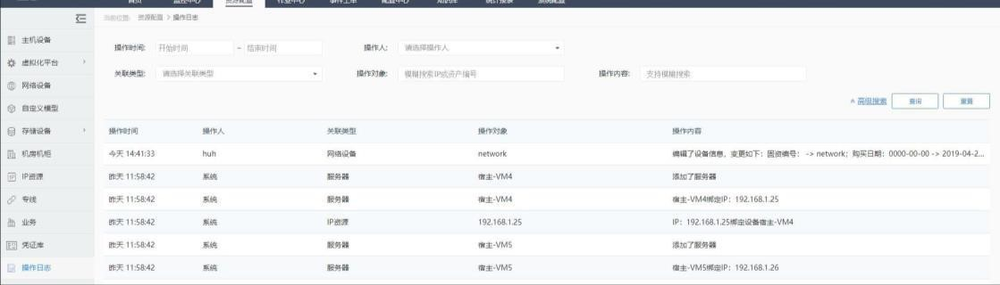 首页 监控中心 资源配置 作业中心 事件工单 配置中心 知识库 统计报表 系统配置
当前位置: 资源配置 > 操作日志
主机设备
虚拟化平台
网络设备
自定义模型
存储设备
机房机柜
IP资源
专线
业务
凭证库
操作日志
操作时间: 开始时间 ~ 结束时间 操作人: 请选择操作人
关联类型: 请选择关联类型 操作对象: 模糊搜索IP或资产编号 操作内容: 支持模糊搜索
高级搜索 查询 重置
操作时间 操作人 关联类型 操作对象 操作内容
今天 14:41:33 huh 网络设备 network 编辑了设备信息，变更如下：固资编号： -> network；购买日期：0000-00-00 -> 2019-04-2...
昨天 11:58:42 系统 服务器 宿主-VM4 添加了服务器
昨天 11:58:42 系统 服务器 宿主-VM4 宿主-VM4绑定IP：192.168.1.25
昨天 11:58:42 系统 IP资源 192.168.1.25 IP：192.168.1.25绑定设备宿主-VM4
昨天 11:58:42 系统 服务器 宿主-VM5 添加了服务器
昨天 11:58:42 系统 服务器 宿主-VM5 宿主-VM5绑定IP：192.168.1.26